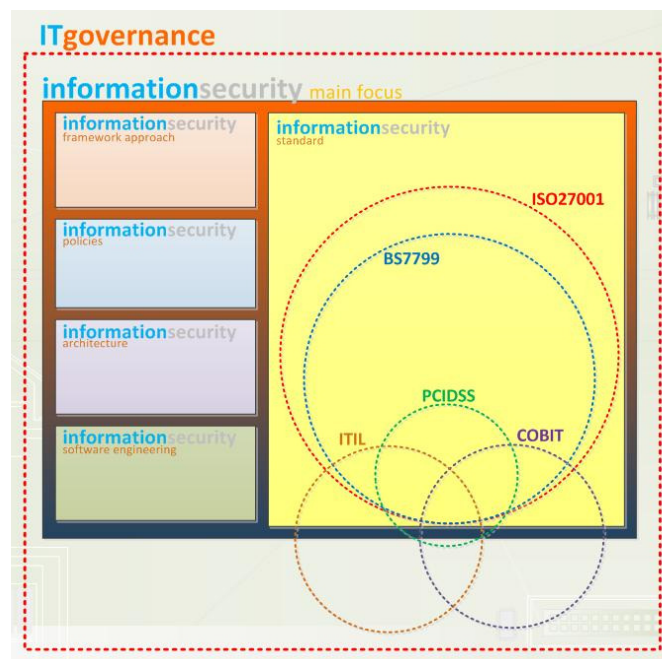 ITgovernance
informationsecurity main focus
informationsecurity
framework approach
informationsecurity
policies
informationsecurity
architecture
informationsecurity
software engineering
informationsecurity
standard
ISO27001
BS7799
PCIDSS
ITIL
COBIT